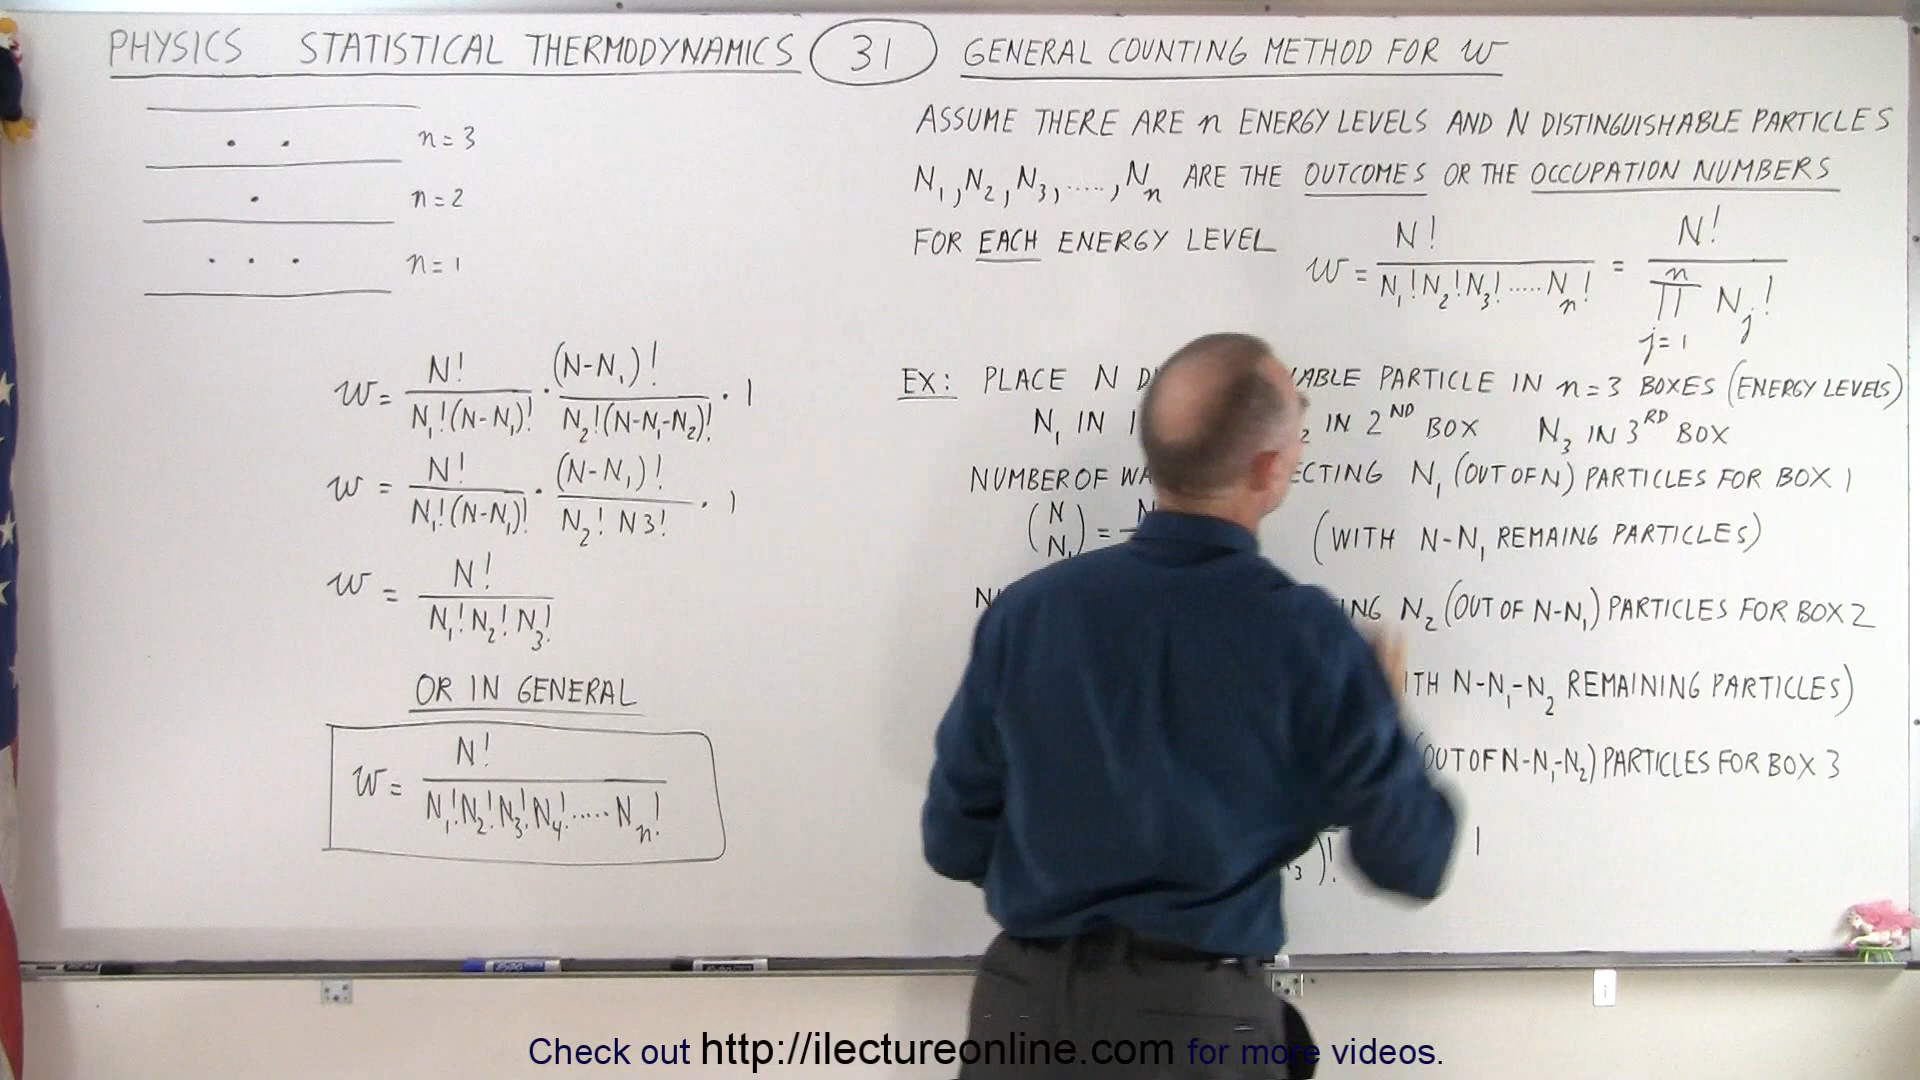 PHYSICS STATISTICAL THERMODYNAMICS 31 GENERAL COUNTING METHOD FOR W
n = 3
n = 2
n = 1
W = N! / N₁!(N-N₁)! · (N-N₁)! / N₂!(N-N₁-N₂)! · 1
W = N! / N₁!(N-N₁)! · (N-N₁)! / N₂! N3! · 1
W = N! / N₁! N₂! N₃!
OR IN GENERAL
W = N! / N₁! N₂! N₃! N₄! ..... Nₙ!
ASSUME THERE ARE n ENERGY LEVELS AND N DISTINGUISHABLE PARTICLES
N₁, N₂, N₃, ....., Nₙ ARE THE OUTCOMES OR THE OCCUPATION NUMBERS
FOR EACH ENERGY LEVEL
W = N! / N₁! N₂! N₃! ..... Nₙ! = N! / ∏ⁿⱼ₌₁ Nⱼ!
EX: PLACE N PARTICLE IN n=3 BOXES (ENERGY LEVELS)
N₁ IN IN 2ND BOX N₃ IN 3RD BOX
NUMBER OF N₁ (OUT OF N) PARTICLES FOR BOX 1
(N N₁) = (WITH N-N₁ REMAING PARTICLES)
N₂ (OUT OF N-N₁) PARTICLES FOR BOX 2
N-N₁-N₂ REMAINING PARTICLES)
(OUT OF N-N₁-N₂) PARTICLES FOR BOX 3
₃)! 1
Check out http://ilectureonline.com for more videos.